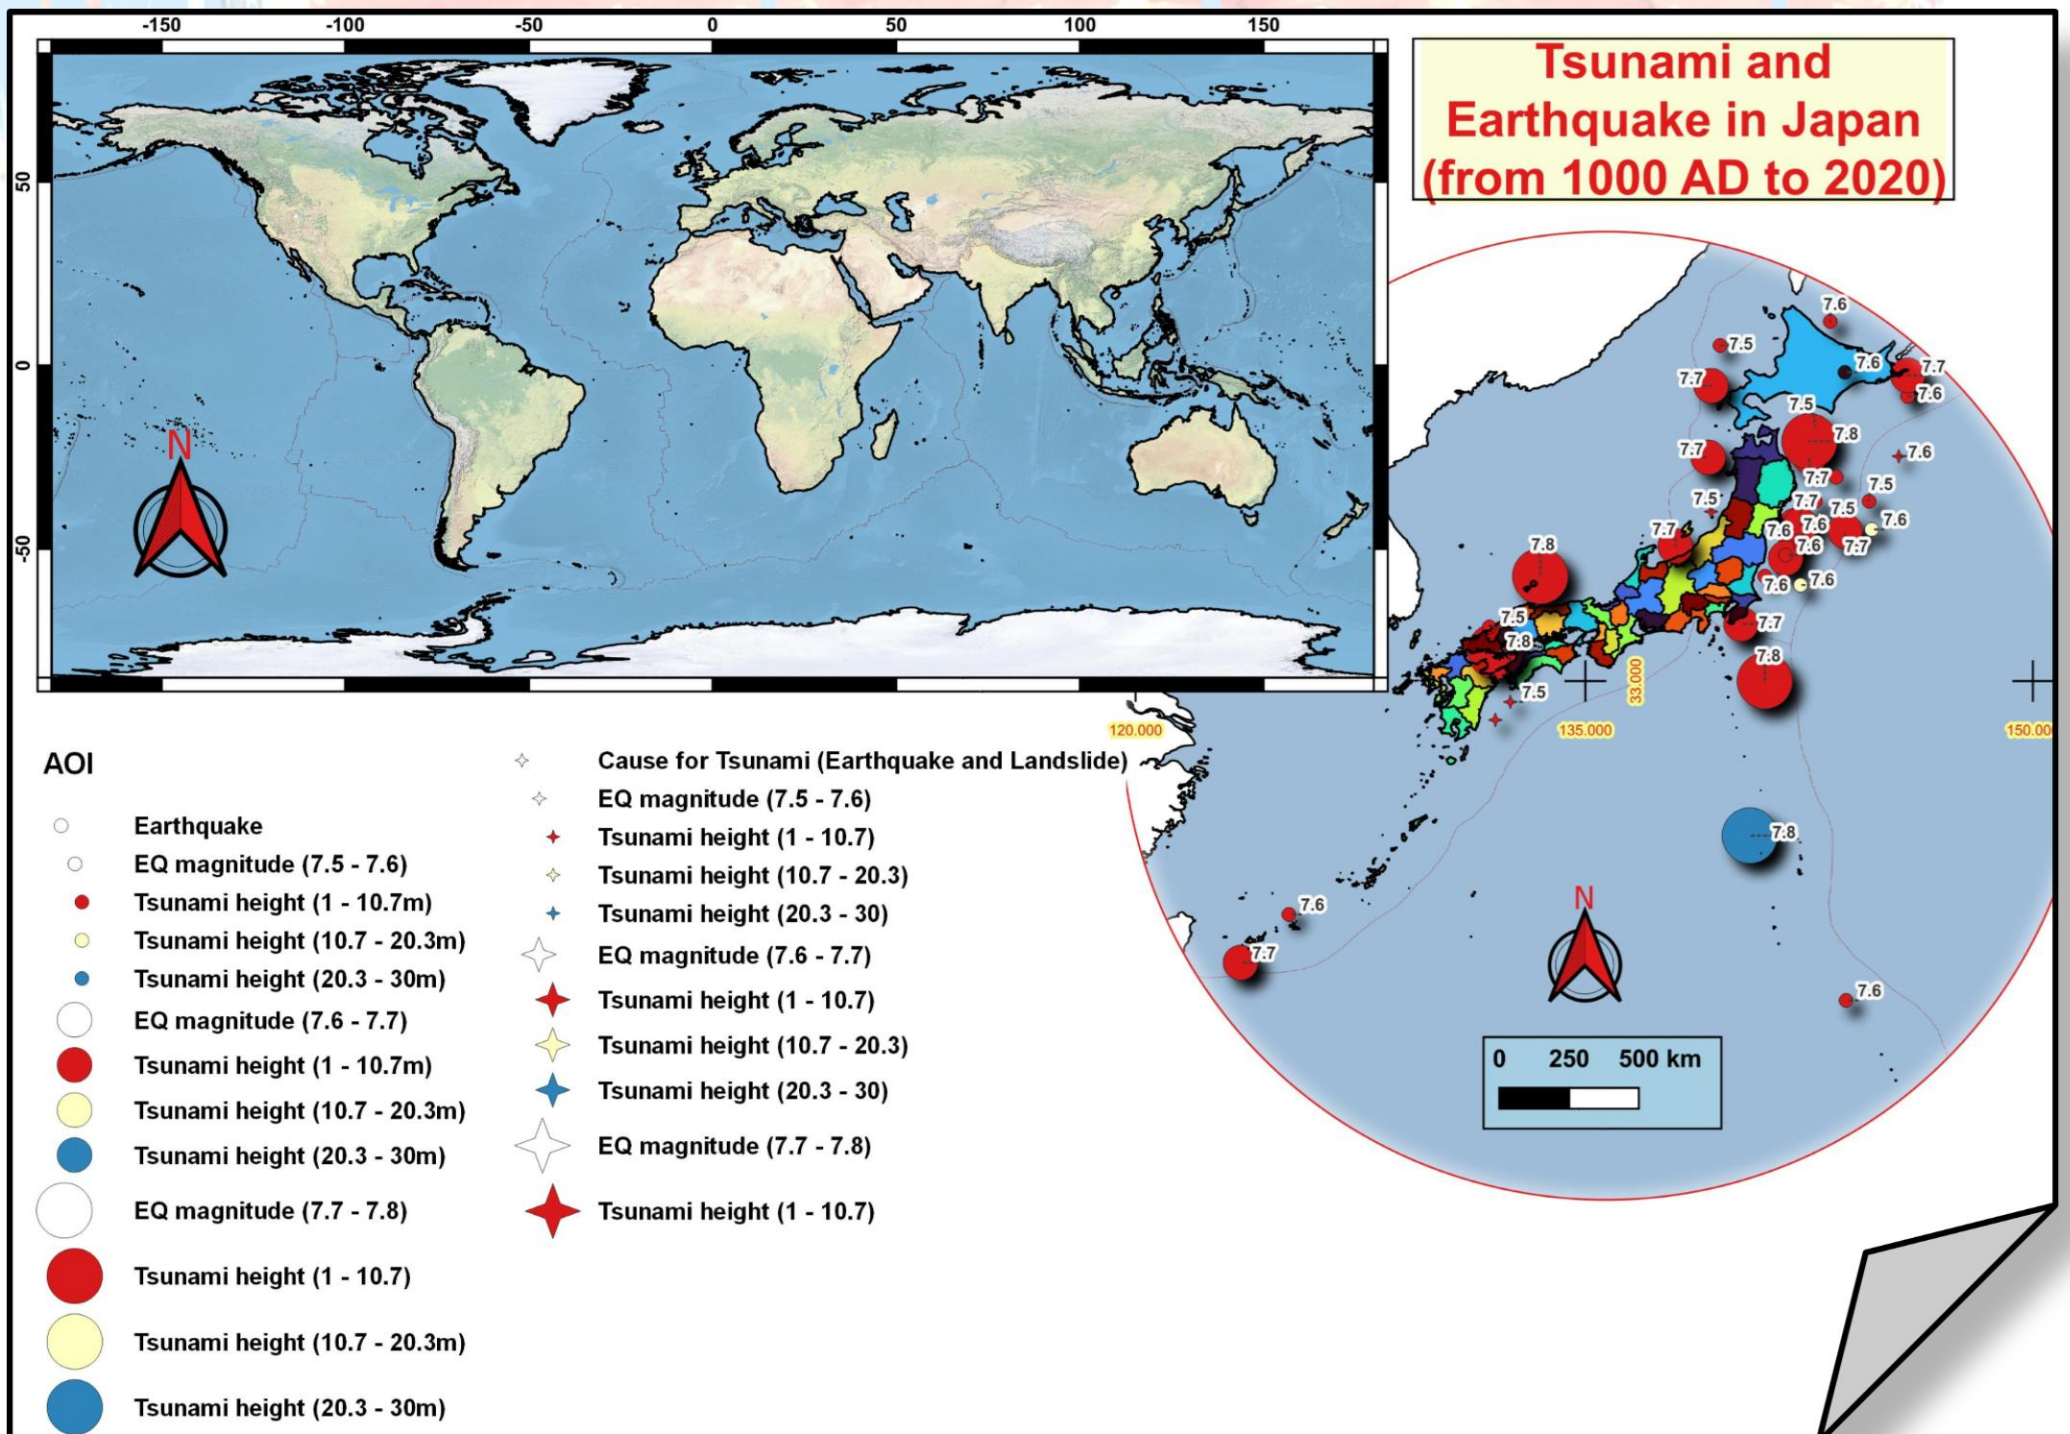 -150 -100 -50 0 50 100 150
50
0
-50
N
Tsunami and
Earthquake in Japan
(from 1000 AD to 2020)
7.6
7.5
7.6
7.7
7.7
7.6
7.5
7.8
7.7
7.6
7.7
7.5
7.5
7.7
7.5
7.6
7.7
7.6
7.6
7.6
7.7
7.8
7.6
7.6
7.5
7.7
7.8
7.8
7.5
33.000
120.000
135.000
150.00
7.8
7.6
7.7
7.6
N
0 250 500 km
AOI
Earthquake
EQ magnitude (7.5 - 7.6)
Tsunami height (1 - 10.7m)
Tsunami height (10.7 - 20.3m)
Tsunami height (20.3 - 30m)
EQ magnitude (7.6 - 7.7)
Tsunami height (1 - 10.7m)
Tsunami height (10.7 - 20.3m)
Tsunami height (20.3 - 30m)
EQ magnitude (7.7 - 7.8)
Tsunami height (1 - 10.7)
Tsunami height (10.7 - 20.3m)
Tsunami height (20.3 - 30m)
Cause for Tsunami (Earthquake and Landslide)
EQ magnitude (7.5 - 7.6)
Tsunami height (1 - 10.7)
Tsunami height (10.7 - 20.3)
Tsunami height (20.3 - 30)
EQ magnitude (7.6 - 7.7)
Tsunami height (1 - 10.7)
Tsunami height (10.7 - 20.3)
Tsunami height (20.3 - 30)
EQ magnitude (7.7 - 7.8)
Tsunami height (1 - 10.7)